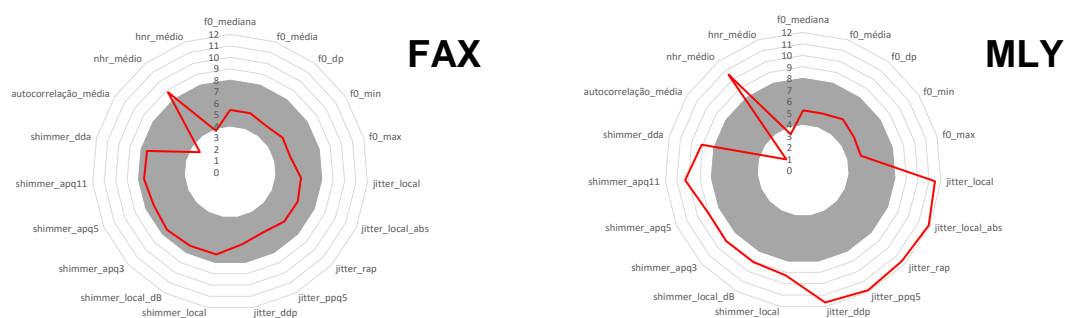 FAX
f0_mediana
f0_média
f0_dp
f0_min
f0_max
jitter_local
jitter_local_abs
jitter_rap
jitter_ppq5
jitter_ddp
shimmer_local
shimmer_local_dB
shimmer_apq3
shimmer_apq5
shimmer_apq11
shimmer_dda
autocorrelação_média
nhr_médio
hnr_médio
12
11
10
9
8
7
6
5
4
3
2
1
0
MLY
f0_mediana
f0_média
f0_dp
f0_min
f0_max
jitter_local
jitter_local_abs
jitter_rap
jitter_ppq5
jitter_ddp
shimmer_local
shimmer_local_dB
shimmer_apq3
shimmer_apq5
shimmer_apq11
shimmer_dda
autocorrelação_média
nhr_médio
hnr_médio
12
11
10
9
8
7
6
5
4
3
2
1
0